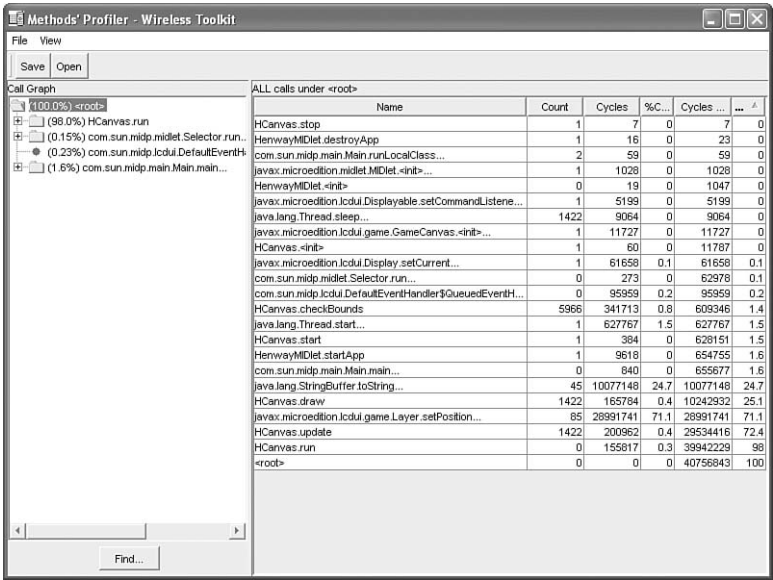 Methods' Profiler - Wireless Toolkit
File View
Save Open
Call Graph
(100.0%) <root>
(98.0%) HCanvas.run
(0.15%) com.sun.midp.midlet.Selector.run..
(0.23%) com.sun.midp.lcdui.DefaultEventH
(1.6%) com.sun.midp.main.Main.main...
Find...
ALL calls under <root>
Name Count Cycles %C... Cycles ... ...
HCanvas.stop 1 7 0 7 0
HenwayMIDlet.destroyApp 1 16 0 23 0
com.sun.midp.main.Main.runLocalClass... 2 59 0 59 0
javax.microedition.midlet.MIDlet.<init>... 1 1028 0 1028 0
HenwayMIDlet.<init> 0 19 0 1047 0
javax.microedition.lcdui.Displayable.setCommandListene... 1 5199 0 5199 0
java.lang.Thread.sleep... 1422 9064 0 9064 0
javax.microedition.lcdui.game.GameCanvas.<init>... 1 11727 0 11727 0
HCanvas.<init> 1 60 0 11787 0
javax.microedition.lcdui.Display.setCurrent... 1 61658 0.1 61658 0.1
com.sun.midp.midlet.Selector.run... 0 273 0 62978 0.1
com.sun.midp.lcdui.DefaultEventHandler$QueuedEventH... 0 95959 0.2 95959 0.2
HCanvas.checkBounds 5966 341713 0.8 609346 1.4
java.lang.Thread.start... 1 627767 1.5 627767 1.5
HCanvas.start 1 384 0 628151 1.5
HenwayMIDlet.startApp 1 9618 0 654755 1.6
com.sun.midp.main.Main.main... 0 840 0 655677 1.6
java.lang.StringBuffer.toString... 45 10077148 24.7 10077148 24.7
HCanvas.draw 1422 165784 0.4 10242932 25.1
javax.microedition.lcdui.game.Layer.setPosition... 85 28991741 71.1 28991741 71.1
HCanvas.update 1422 200962 0.4 29534416 72.4
HCanvas.run 0 155817 0.3 39942229 98
<root> 0 0 0 40756843 100